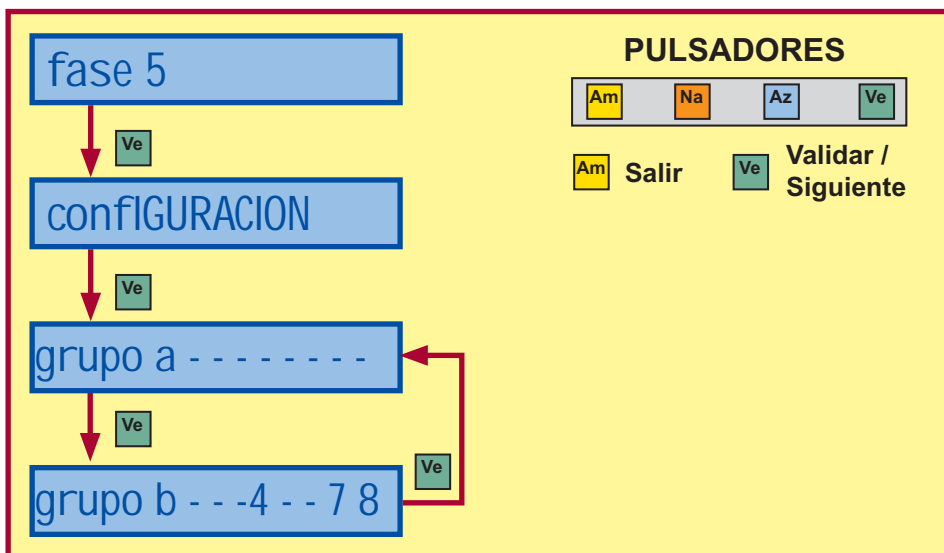 fase 5
Ve
confIGURACION
Ve
grupo a - - - - - - - -
Ve
grupo b - - -4 - - 7 8
Ve
PULSADORES
Am Na Az Ve
Am Salir
Ve Validar /
Siguiente